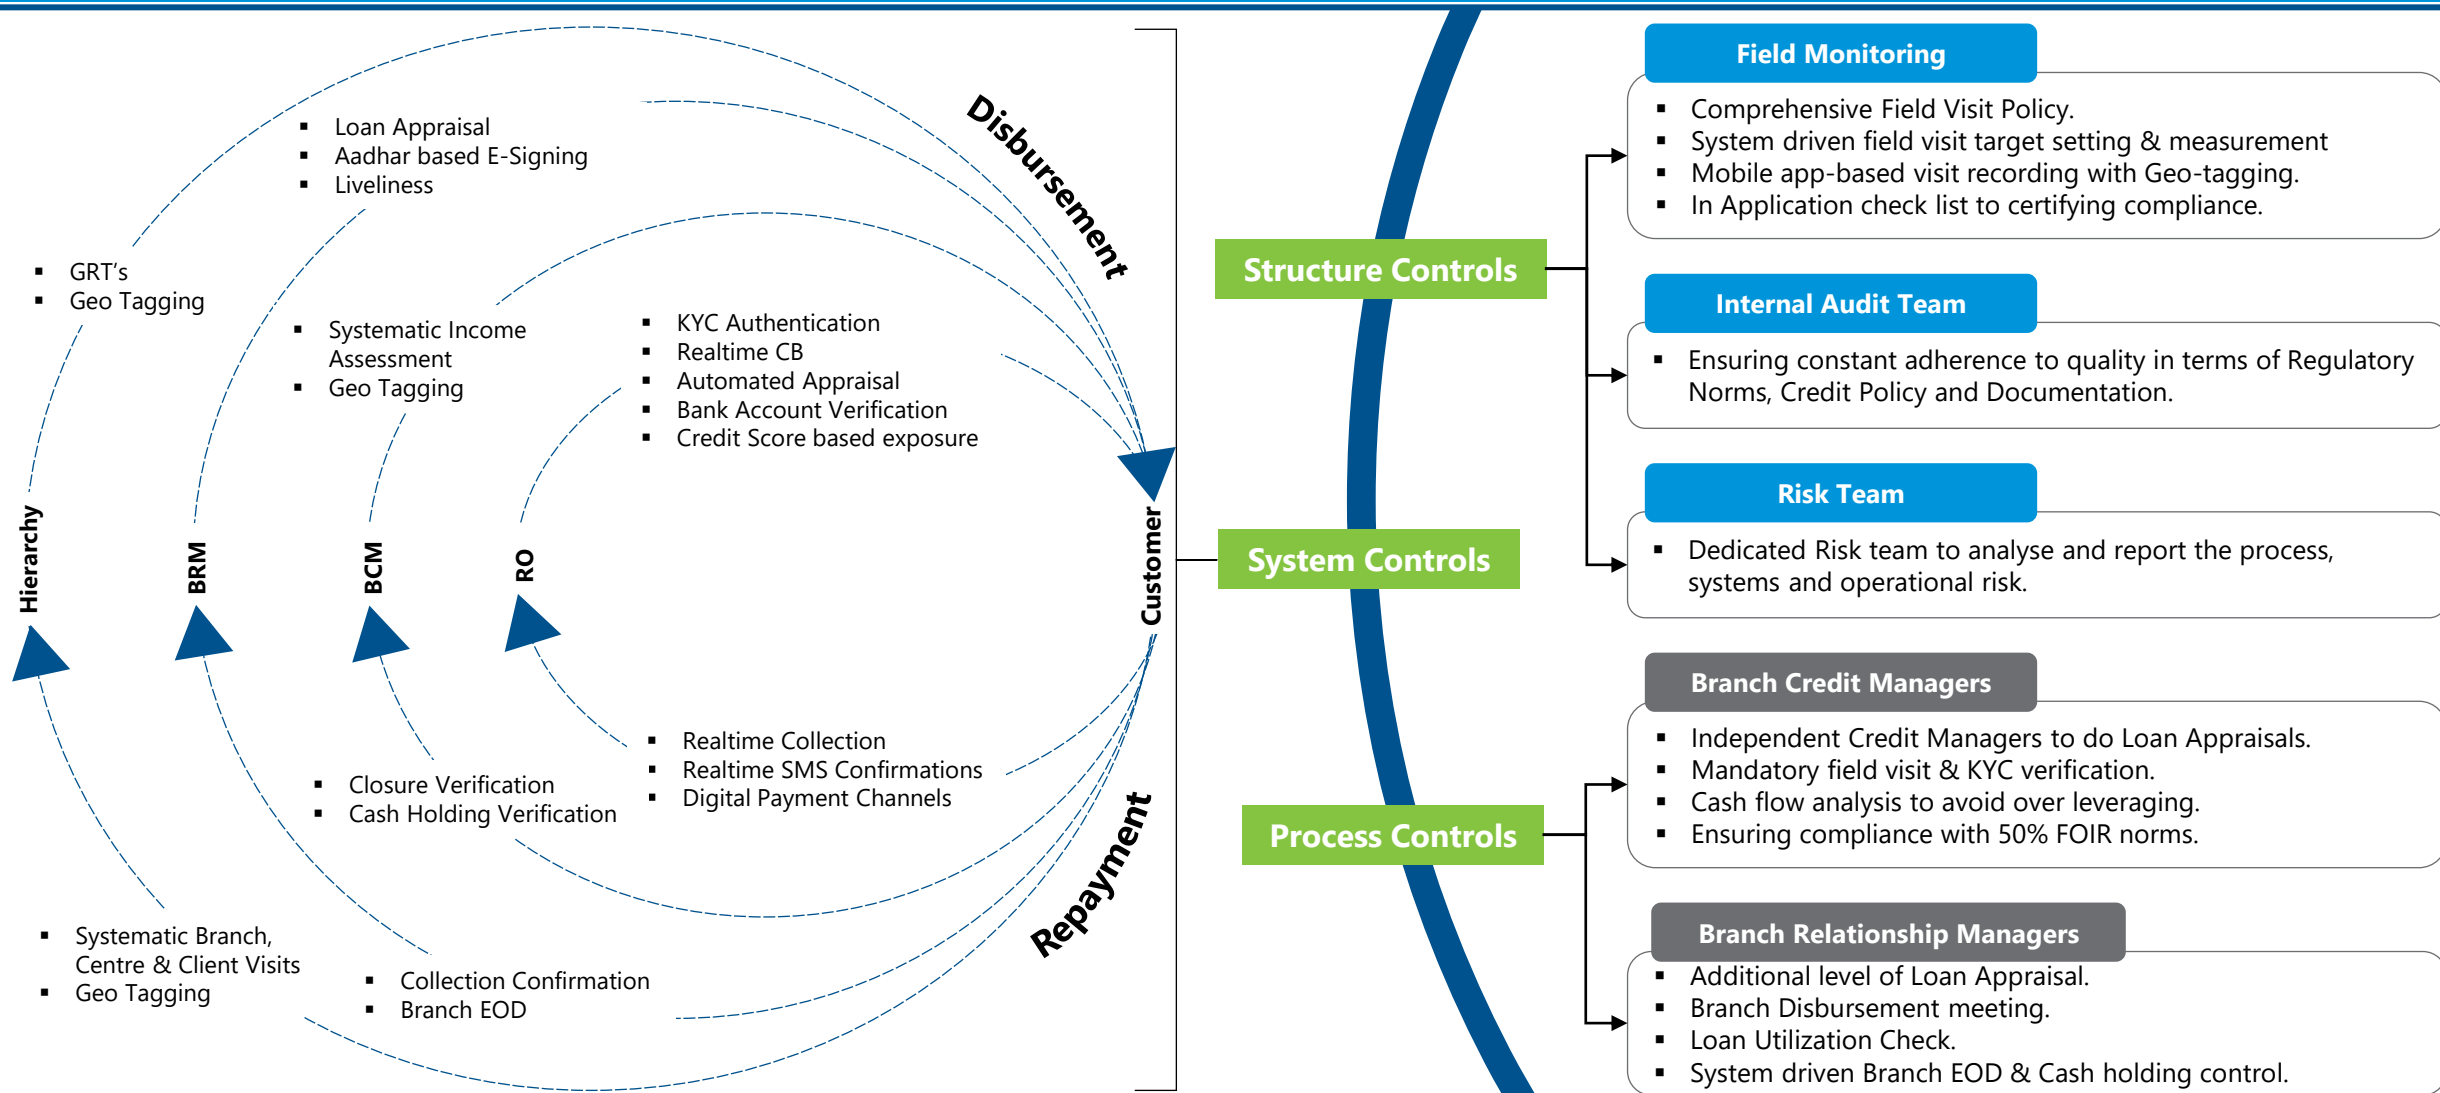 Disbursement
▪ Loan Appraisal
▪ Aadhar based E-Signing
▪ Liveliness
▪ GRT's
▪ Geo Tagging
▪ Systematic Income
Assessment
▪ Geo Tagging
▪ KYC Authentication
▪ Realtime CB
▪ Automated Appraisal
▪ Bank Account Verification
▪ Credit Score based exposure
Hierarchy
BRM
BCM
RO
Customer
▪ Realtime Collection
▪ Realtime SMS Confirmations
▪ Digital Payment Channels
▪ Closure Verification
▪ Cash Holding Verification
Repayment
▪ Systematic Branch,
Centre & Client Visits
▪ Geo Tagging
▪ Collection Confirmation
▪ Branch EOD
Structure Controls
System Controls
Process Controls
Field Monitoring
▪ Comprehensive Field Visit Policy.
▪ System driven field visit target setting & measurement
▪ Mobile app-based visit recording with Geo-tagging.
▪ In Application check list to certifying compliance.
Internal Audit Team
▪ Ensuring constant adherence to quality in terms of Regulatory
Norms, Credit Policy and Documentation.
Risk Team
▪ Dedicated Risk team to analyse and report the process,
systems and operational risk.
Branch Credit Managers
▪ Independent Credit Managers to do Loan Appraisals.
▪ Mandatory field visit & KYC verification.
▪ Cash flow analysis to avoid over leveraging.
▪ Ensuring compliance with 50% FOIR norms.
Branch Relationship Managers
▪ Additional level of Loan Appraisal.
▪ Branch Disbursement meeting.
▪ Loan Utilization Check.
▪ System driven Branch EOD & Cash holding control.